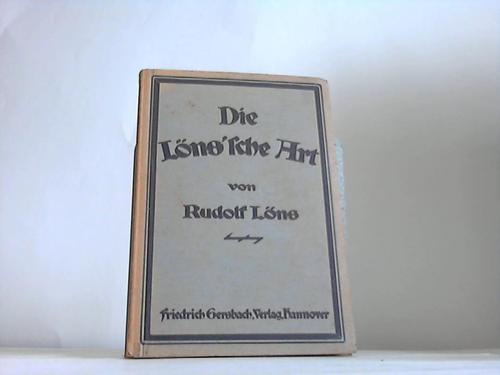 Die
Löns'sche Art
von
Rudolf Löns
Friedrich Gersbach, Verlag, Hannover